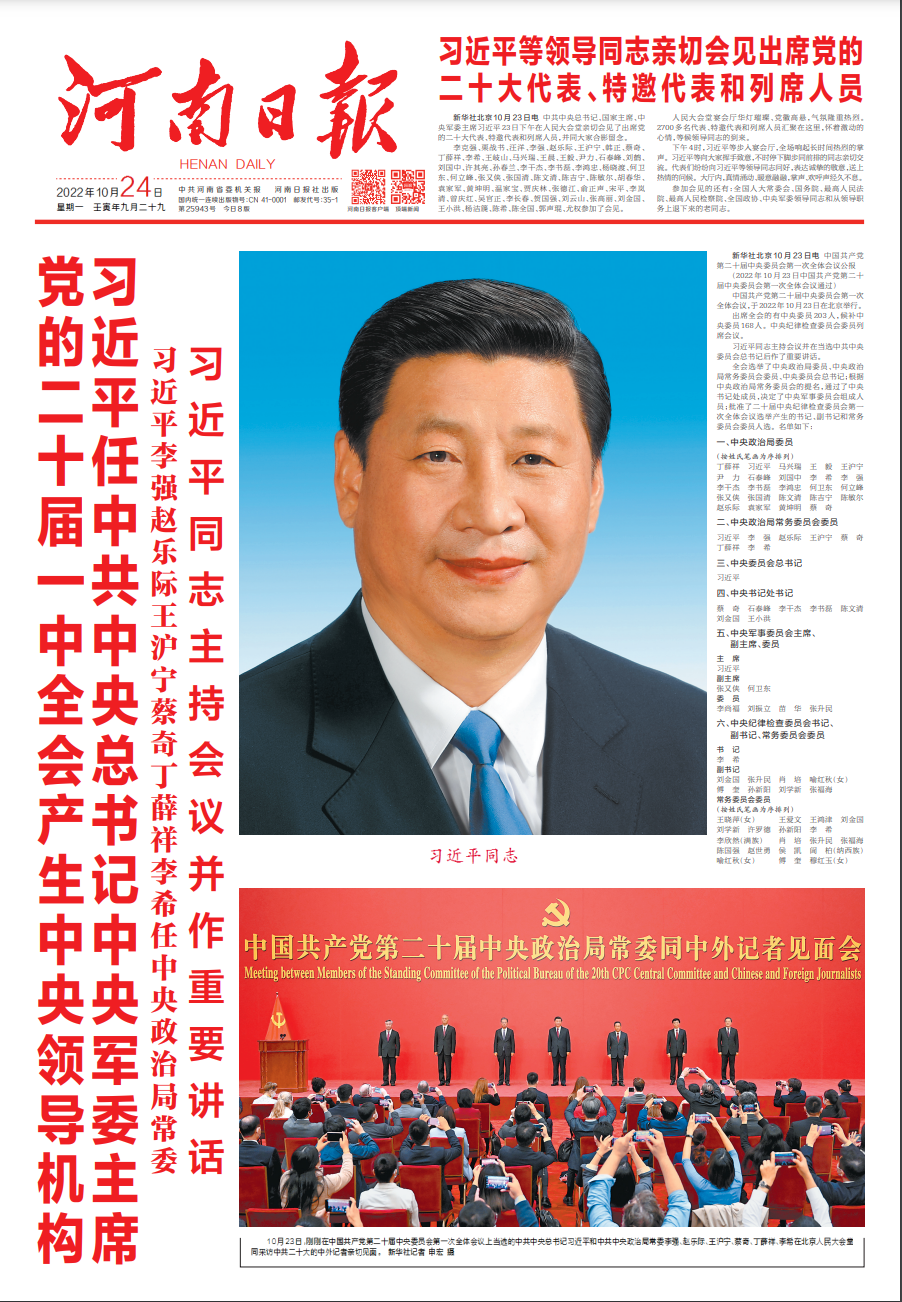 河南日报
HENAN DAILY
2022年10月24日
星期一 壬寅年九月二十九
中共河南省委机关报 河南日报社出版
国内统一连续出版物号:CN 41-0001 邮发代号:35-1
第25943号 今日8版
河南日报客户端 顶端新闻
习近平等领导同志亲切会见出席党的
二十大代表、特邀代表和列席人员
新华社北京10月23日电 中共中央总书记、国家主席、中
央军委主席习近平23日下午在人民大会堂亲切会见了出席党
的二十大代表、特邀代表和列席人员,并同大家合影留念。
李克强、栗战书、汪洋、李强、赵乐际、王沪宁、韩正、蔡奇、
丁薛祥、李希、王岐山、马兴瑞、王晨、王毅、尹力、石泰峰、刘鹤、
刘国中、许其亮、孙春兰、李干杰、李书磊、李鸿忠、杨晓渡、何卫
东、何立峰、张又侠、张国清、陈文清、陈吉宁、陈敏尔、胡春华、
袁家军、黄坤明、温家宝、贾庆林、张德江、俞正声、宋平、李岚
清、曾庆红、吴官正、李长春、贺国强、刘云山、张高丽、刘金国、
王小洪、杨洁篪、陈希、陈全国、郭声琨、尤权参加了会见。
人民大会堂宴会厅华灯璀璨,党徽高悬,气氛隆重热烈。
2700多名代表、特邀代表和列席人员汇聚在这里,怀着激动的
心情,等候领导同志的到来。
下午4时,习近平等步入宴会厅,全场响起长时间热烈的掌
声。习近平等向大家挥手致意,不时停下脚步同前排的同志亲切交
流。代表们纷纷向习近平等领导同志问好,表达诚挚的敬意,送上
热情的问候。大厅内,真情涌动、暖意融融,掌声、欢呼声经久不息。
参加会见的还有:全国人大常委会、国务院、最高人民法
院、最高人民检察院、全国政协、中央军委领导同志和从领导职
务上退下来的老同志。
习近平任中共中央总书记中央军委主席
党的二十届一中全会产生中央领导机构
习近平同志主持会议并作重要讲话
习近平李强赵乐际王沪宁蔡奇丁薛祥李希任中央政治局常委
习近平同志
新华社北京10月23日电 中国共产党
第二十届中央委员会第一次全体会议公报
(2022年10月23日中国共产党第二十
届中央委员会第一次全体会议通过)
中国共产党第二十届中央委员会第一次
全体会议,于2022年10月23日在北京举行。
出席全会的有中央委员203人,候补中
央委员168人。中央纪律检查委员会委员列
席会议。
习近平同志主持会议并在当选中共中央
委员会总书记后作了重要讲话。
全会选举了中央政治局委员、中央政治
局常务委员会委员、中央委员会总书记;根据
中央政治局常务委员会的提名,通过了中央
书记处成员,决定了中央军事委员会组成人
员;批准了二十届中央纪律检查委员会第一
次全体会议选举产生的书记、副书记和常务
委员会委员人选。名单如下:
一、中央政治局委员
(按姓氏笔画为序排列)
丁薛祥 习近平 马兴瑞 王 毅 王沪宁
尹 力 石泰峰 刘国中 李 希 李 强
李干杰 李书磊 李鸿忠 何卫东 何立峰
张又侠 张国清 陈文清 陈吉宁 陈敏尔
赵乐际 袁家军 黄坤明 蔡 奇
二、中央政治局常务委员会委员
习近平 李 强 赵乐际 王沪宁 蔡 奇
丁薛祥 李 希
三、中央委员会总书记
习近平
四、中央书记处书记
蔡 奇 石泰峰 李干杰 李书磊 陈文清
刘金国 王小洪
五、中央军事委员会主席、
副主席、委员
主 席
习近平
副主席
张又侠 何卫东
委 员
李尚福 刘振立 苗 华 张升民
六、中央纪律检查委员会书记、
副书记、常务委员会委员
书 记
李 希
副书记
刘金国 张升民 肖 培 喻红秋(女)
傅 奎 孙新阳 刘学新 张福海
常务委员会委员
(按姓氏笔画为序排列)
王晓萍(女) 王爱文 王鸿津 刘金国
刘学新 许罗德 孙新阳 李 希
李欣然(满族) 肖 培 张升民 张福海
陈国强 赵世勇 侯 凯 阎 柏(纳西族)
喻红秋(女) 傅 奎 穆红玉(女)
中国共产党第二十届中央政治局常委同中外记者见面会
Meeting between Members of the Standing Committee of the Political Bureau of the 20th CPC Central Committee and Chinese and Foreign Journalists
10月23日,刚刚在中国共产党第二十届中央委员会第一次全体会议上当选的中共中央总书记习近平和中共中央政治局常委李强、赵乐际、王沪宁、蔡奇、丁薛祥、李希在北京人民大会堂
同采访中共二十大的中外记者亲切见面。 新华社记者 申宏 摄